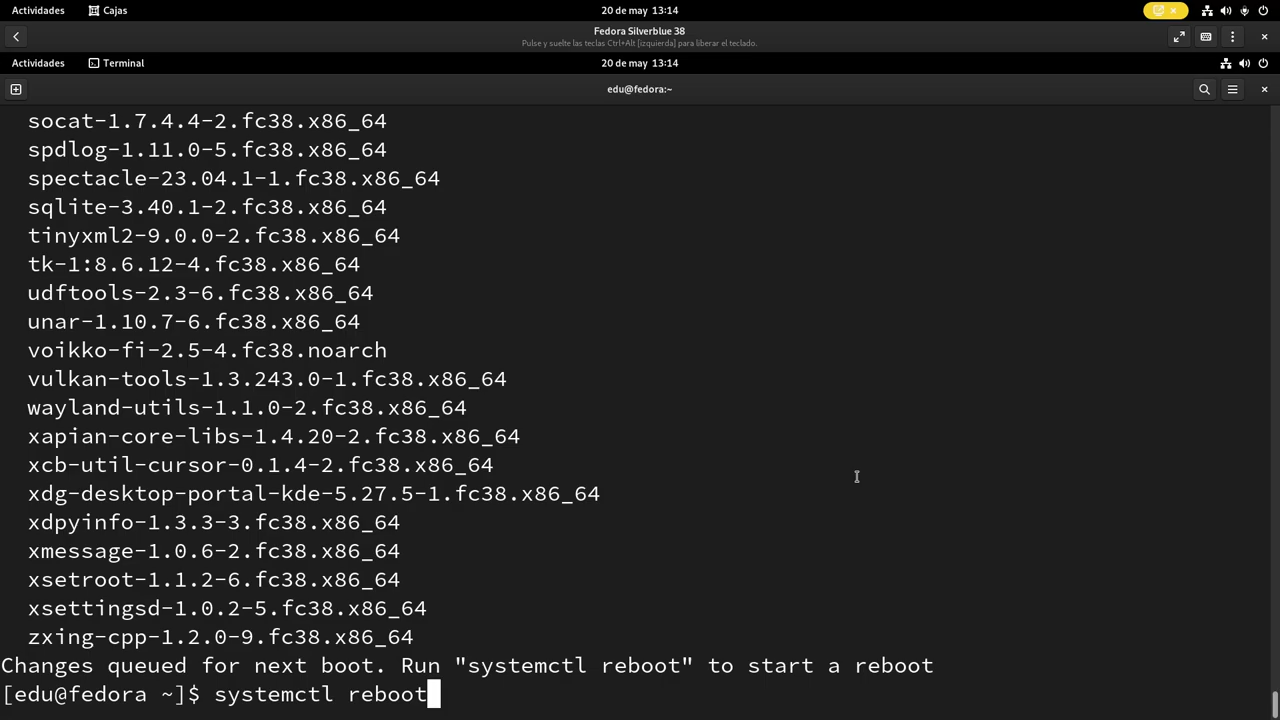 Actividades Cajas 20 de may 13:14
Fedora Silverblue 38
Pulse y suelte las teclas Ctrl+Alt [izquierda] para liberar el teclado.
Actividades Terminal 20 de may 13:14
edu@fedora:~
socat-1.7.4.4-2.fc38.x86_64
spdlog-1.11.0-5.fc38.x86_64
spectacle-23.04.1-1.fc38.x86_64
sqlite-3.40.1-2.fc38.x86_64
tinyxml2-9.0.0-2.fc38.x86_64
tk-1:8.6.12-4.fc38.x86_64
udftools-2.3-6.fc38.x86_64
unar-1.10.7-6.fc38.x86_64
voikko-fi-2.5-4.fc38.noarch
vulkan-tools-1.3.243.0-1.fc38.x86_64
wayland-utils-1.1.0-2.fc38.x86_64
xapian-core-libs-1.4.20-2.fc38.x86_64
xcb-util-cursor-0.1.4-2.fc38.x86_64
xdg-desktop-portal-kde-5.27.5-1.fc38.x86_64
xdpyinfo-1.3.3-3.fc38.x86_64
xmessage-1.0.6-2.fc38.x86_64
xsetroot-1.1.2-6.fc38.x86_64
xsettingsd-1.0.2-5.fc38.x86_64
zxing-cpp-1.2.0-9.fc38.x86_64
Changes queued for next boot. Run "systemctl reboot" to start a reboot
[edu@fedora ~]$ systemctl reboot